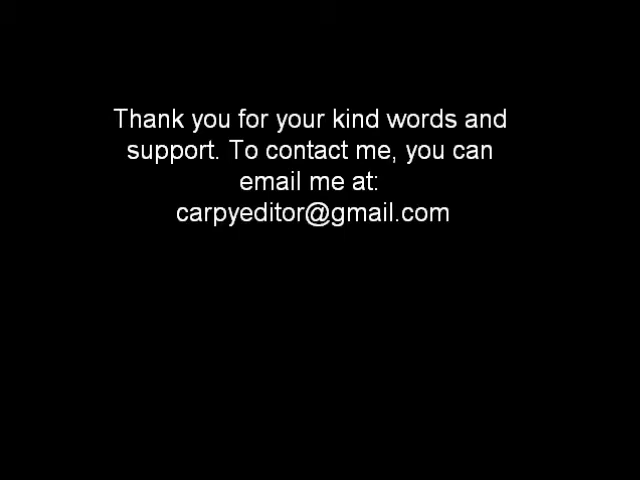 Thank you for your kind words and
support. To contact me, you can
email me at:
carpyeditor@gmail.com